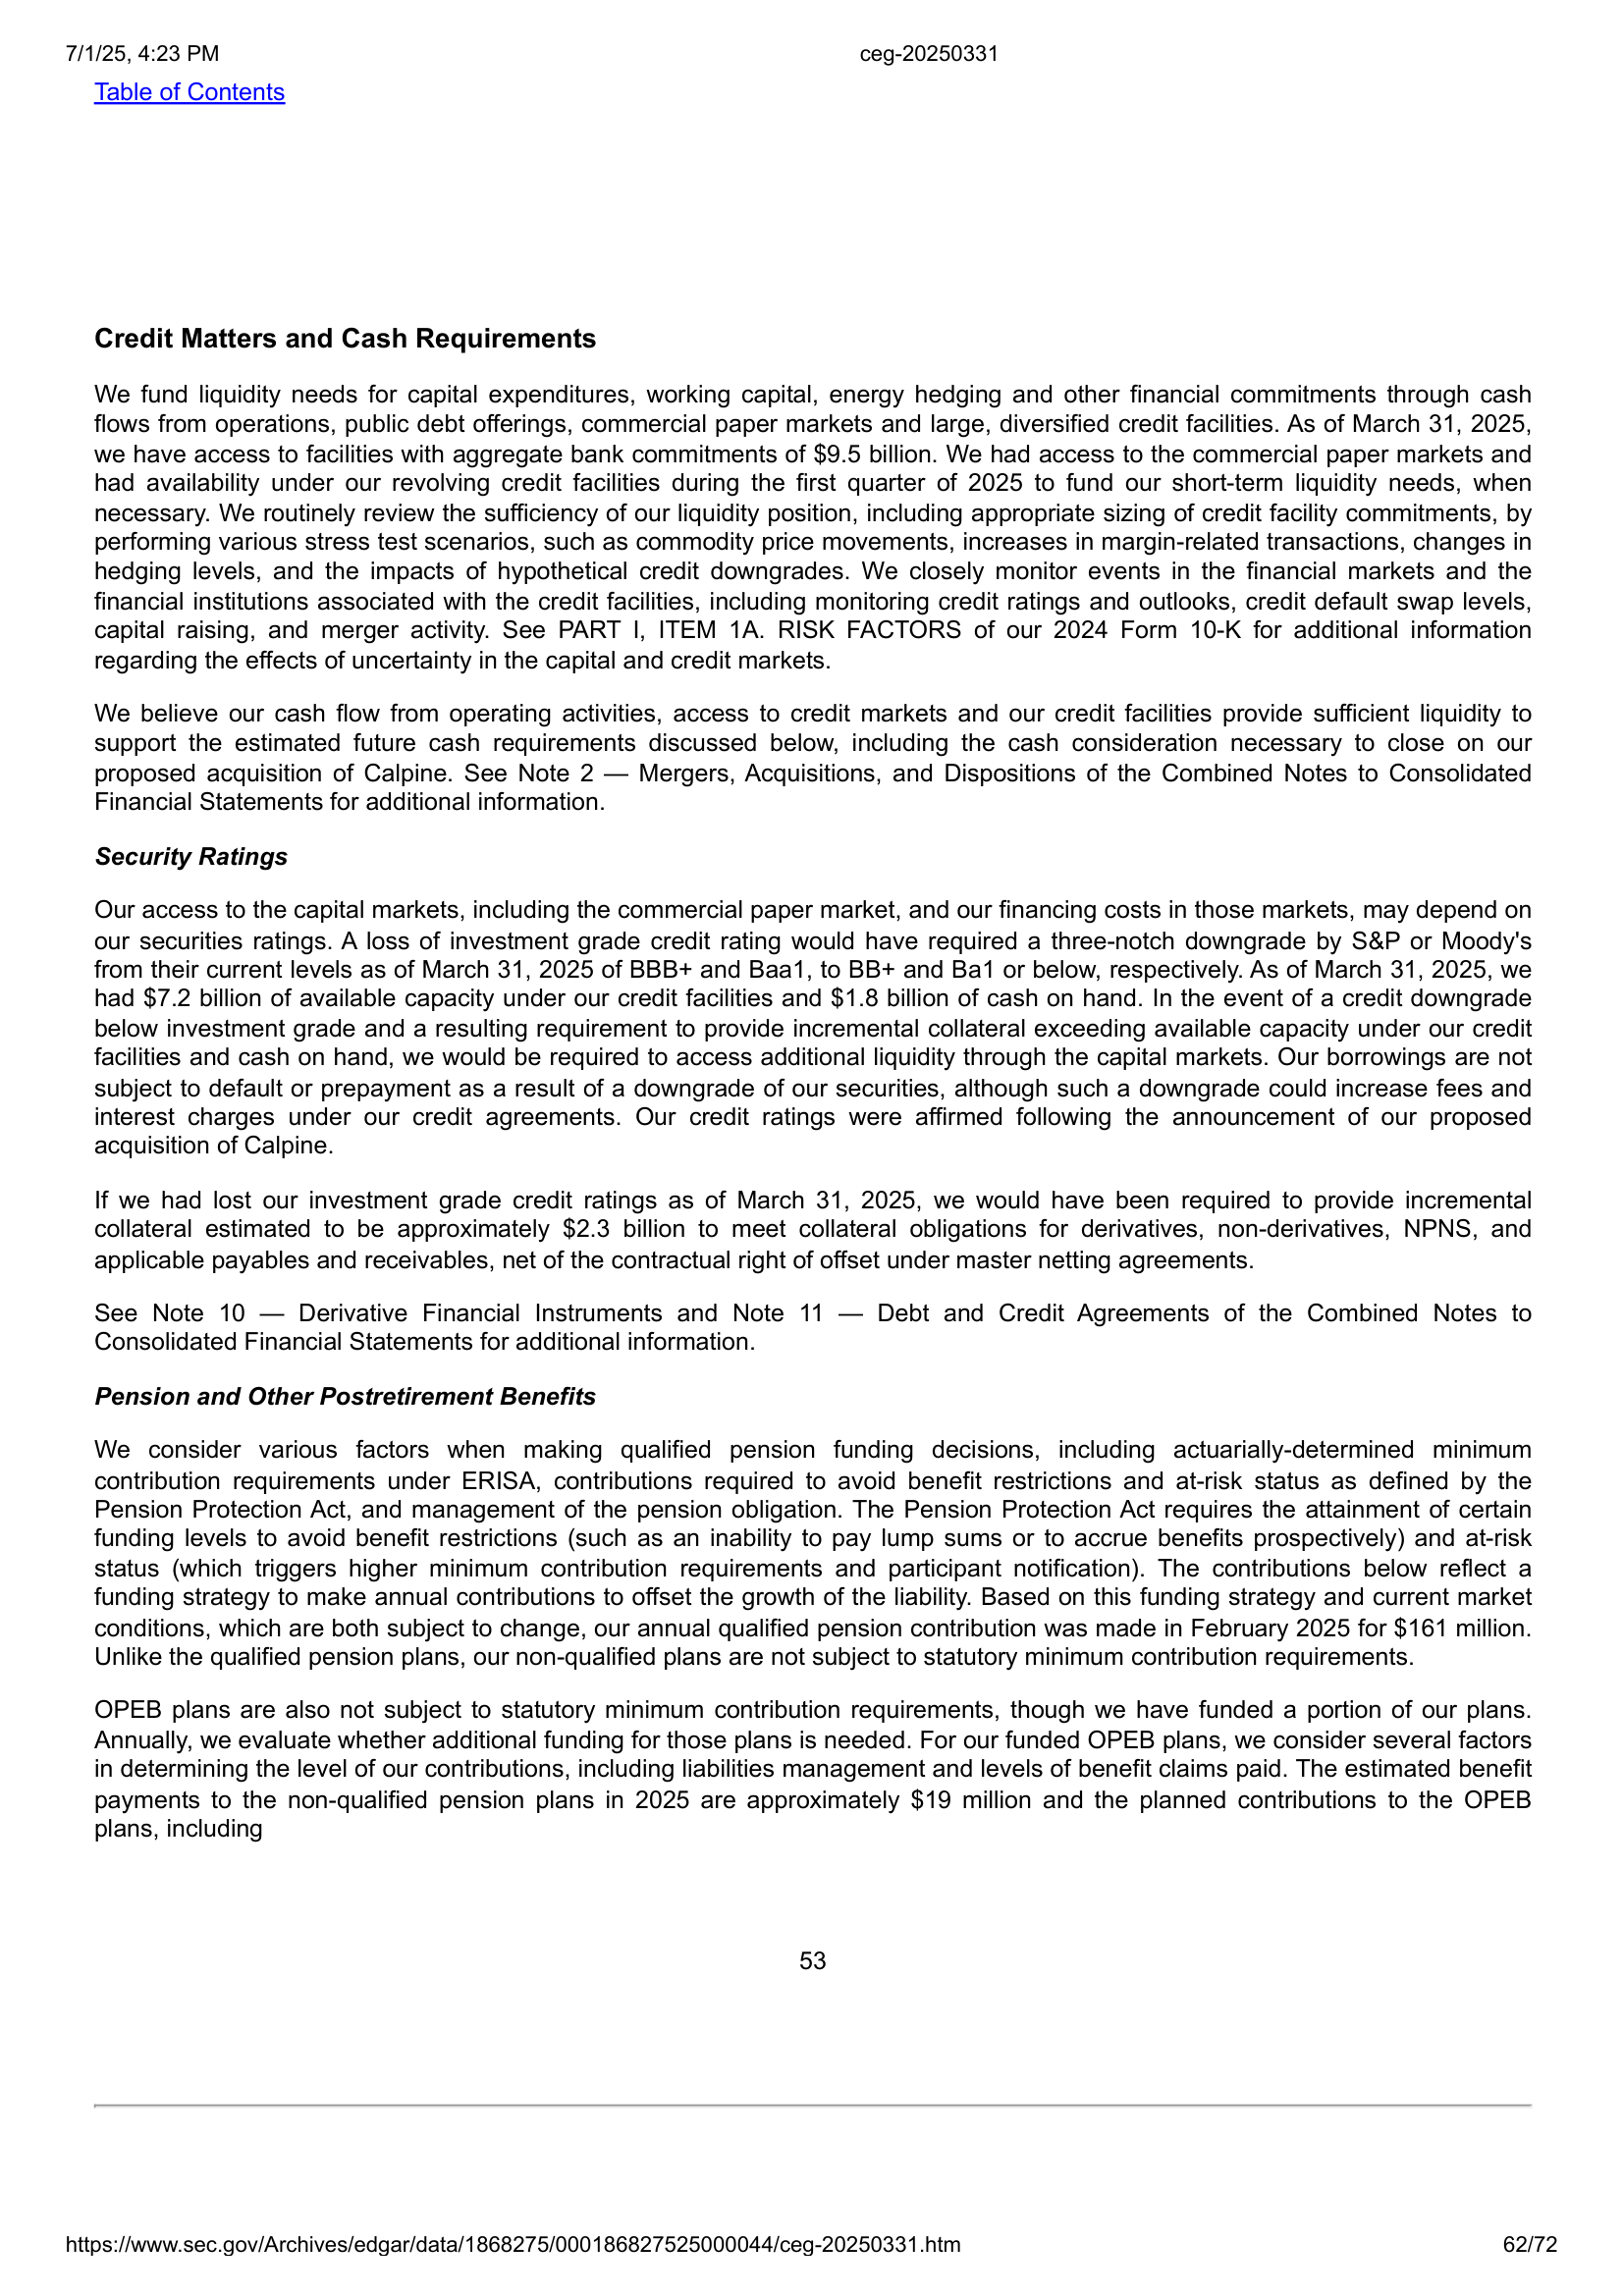 7/1/25, 4:23 PM ceg-20250331
Table of Contents
Credit Matters and Cash Requirements
We fund liquidity needs for capital expenditures, working capital, energy hedging and other financial commitments through cash
flows from operations, public debt offerings, commercial paper markets and large, diversified credit facilities. As of March 31, 2025,
we have access to facilities with aggregate bank commitments of $9.5 billion. We had access to the commercial paper markets and
had availability under our revolving credit facilities during the first quarter of 2025 to fund our short-term liquidity needs, when
necessary. We routinely review the sufficiency of our liquidity position, including appropriate sizing of credit facility commitments, by
performing various stress test scenarios, such as commodity price movements, increases in margin-related transactions, changes in
hedging levels, and the impacts of hypothetical credit downgrades. We closely monitor events in the financial markets and the
financial institutions associated with the credit facilities, including monitoring credit ratings and outlooks, credit default swap levels,
capital raising, and merger activity. See PART I, ITEM 1A. RISK FACTORS of our 2024 Form 10-K for additional information
regarding the effects of uncertainty in the capital and credit markets.
We believe our cash flow from operating activities, access to credit markets and our credit facilities provide sufficient liquidity to
support the estimated future cash requirements discussed below, including the cash consideration necessary to close on our
proposed acquisition of Calpine. See Note 2 — Mergers, Acquisitions, and Dispositions of the Combined Notes to Consolidated
Financial Statements for additional information.
Security Ratings
Our access to the capital markets, including the commercial paper market, and our financing costs in those markets, may depend on
our securities ratings. A loss of investment grade credit rating would have required a three-notch downgrade by S&P or Moody's
from their current levels as of March 31, 2025 of BBB+ and Baa1, to BB+ and Ba1 or below, respectively. As of March 31, 2025, we
had $7.2 billion of available capacity under our credit facilities and $1.8 billion of cash on hand. In the event of a credit downgrade
below investment grade and a resulting requirement to provide incremental collateral exceeding available capacity under our credit
facilities and cash on hand, we would be required to access additional liquidity through the capital markets. Our borrowings are not
subject to default or prepayment as a result of a downgrade of our securities, although such a downgrade could increase fees and
interest charges under our credit agreements. Our credit ratings were affirmed following the announcement of our proposed
acquisition of Calpine.
If we had lost our investment grade credit ratings as of March 31, 2025, we would have been required to provide incremental
collateral estimated to be approximately $2.3 billion to meet collateral obligations for derivatives, non-derivatives, NPNS, and
applicable payables and receivables, net of the contractual right of offset under master netting agreements.
See Note 10 — Derivative Financial Instruments and Note 11 — Debt and Credit Agreements of the Combined Notes to
Consolidated Financial Statements for additional information.
Pension and Other Postretirement Benefits
We consider various factors when making qualified pension funding decisions, including actuarially-determined minimum
contribution requirements under ERISA, contributions required to avoid benefit restrictions and at-risk status as defined by the
Pension Protection Act, and management of the pension obligation. The Pension Protection Act requires the attainment of certain
funding levels to avoid benefit restrictions (such as an inability to pay lump sums or to accrue benefits prospectively) and at-risk
status (which triggers higher minimum contribution requirements and participant notification). The contributions below reflect a
funding strategy to make annual contributions to offset the growth of the liability. Based on this funding strategy and current market
conditions, which are both subject to change, our annual qualified pension contribution was made in February 2025 for $161 million.
Unlike the qualified pension plans, our non-qualified plans are not subject to statutory minimum contribution requirements.
OPEB plans are also not subject to statutory minimum contribution requirements, though we have funded a portion of our plans.
Annually, we evaluate whether additional funding for those plans is needed. For our funded OPEB plans, we consider several factors
in determining the level of our contributions, including liabilities management and levels of benefit claims paid. The estimated benefit
payments to the non-qualified pension plans in 2025 are approximately $19 million and the planned contributions to the OPEB
plans, including
53
https://www.sec.gov/Archives/edgar/data/1868275/000186827525000044/ceg-20250331.htm 62/72